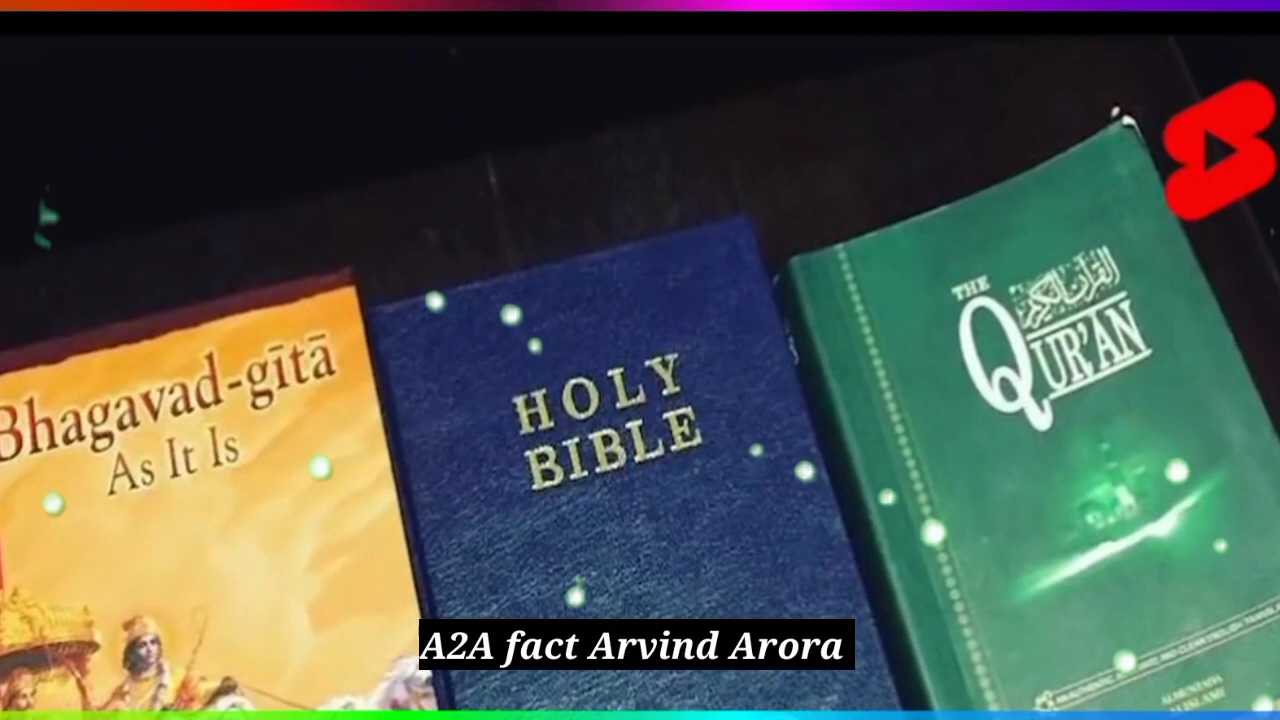 Bhagavad-gītā
As It Is
HOLY
BIBLE
THE
القرآن الكريم
QUR'AN
A2A fact Arvind Arora